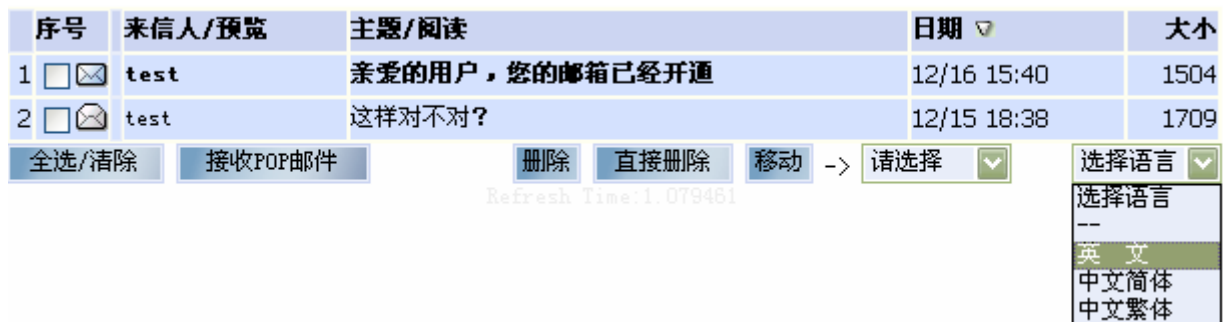 序号 来信人/预览 主题/阅读 日期 大小
1 test 亲爱的用户，您的邮箱已经开通 12/16 15:40 1504
2 test 这样对不对？ 12/15 18:38 1709
全选/清除 接收POP邮件 删除 直接删除 移动 -> 请选择 选择语言
Refresh Time:1.079461
选择语言
--
英 文
中文简体
中文繁体